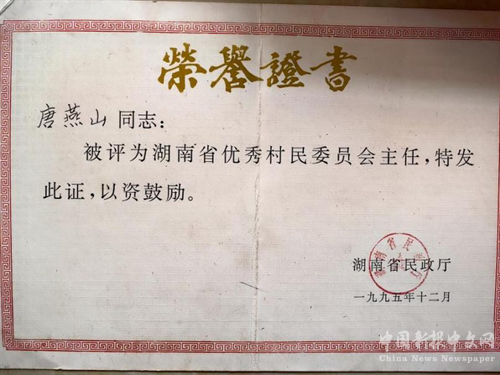 榮譽證書
唐燕山同志：
被评为湖南省优秀村民委员会主任，特发
此证，以资鼓励。
湖南省民政厅
一九九五年十二月
中国新报中文网
China News Newspaper